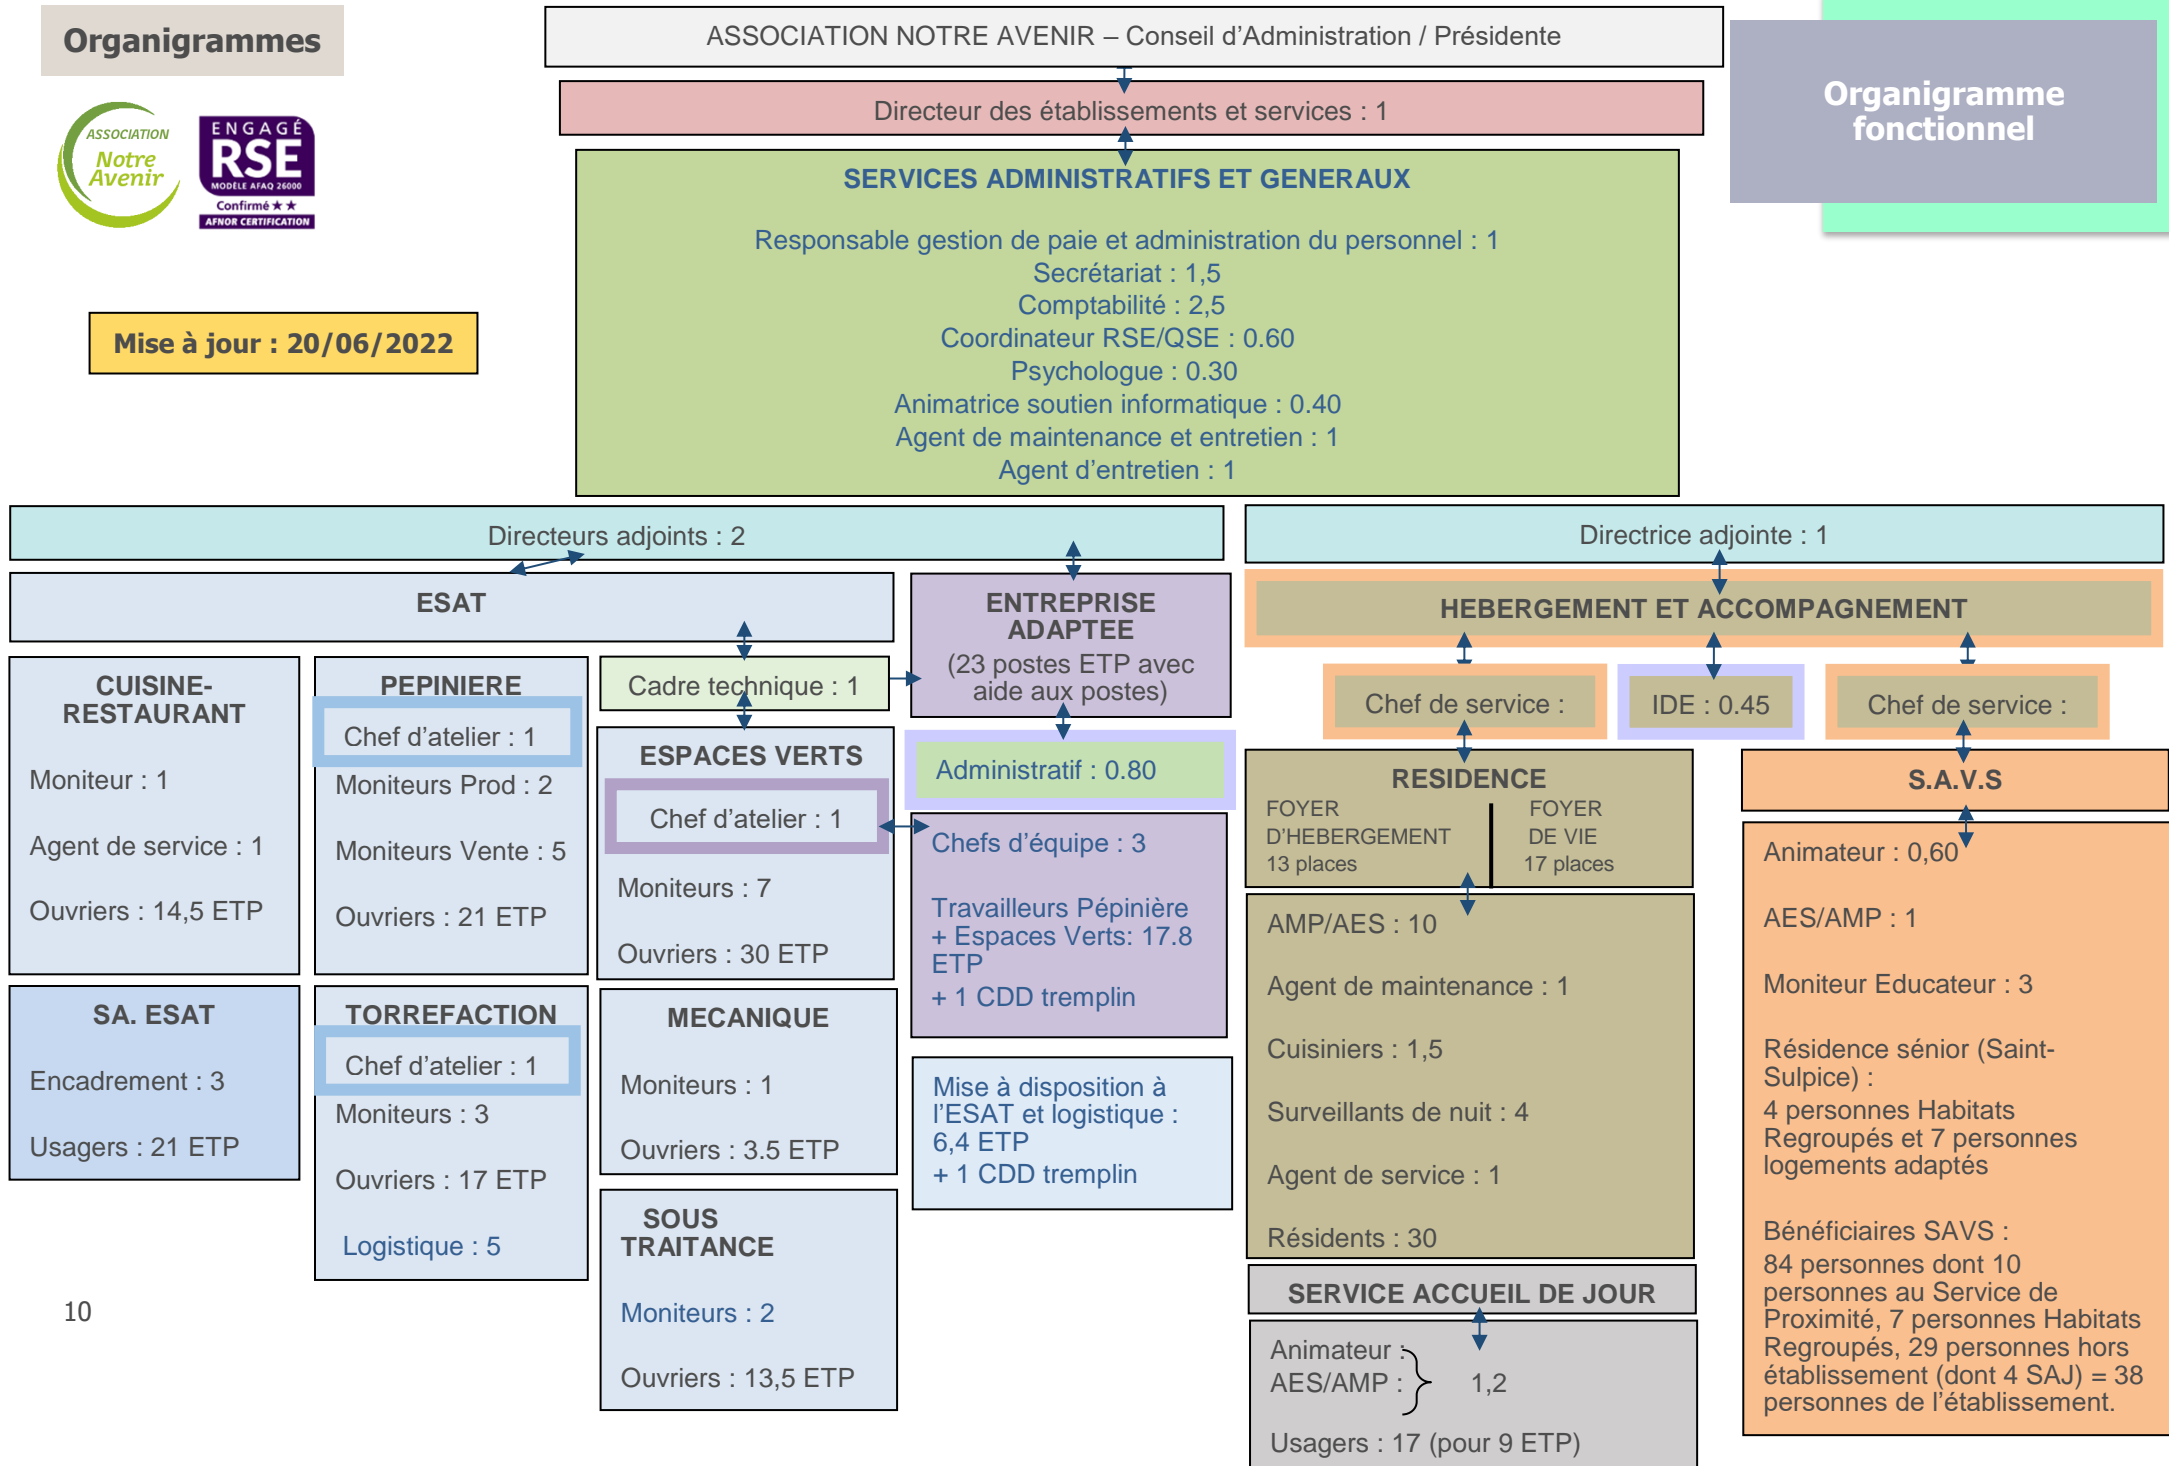 Organigrammes
ASSOCIATION NOTRE AVENIR – Conseil d'Administration / Présidente
Organigramme
fonctionnel
Directeur des établissements et services : 1
ASSOCIATION
Notre
Avenir
ENGAGÉ
RSE
MODÈLE AFAQ 26000
Confirmé ★ ★
AFNOR CERTIFICATION
Mise à jour : 20/06/2022
SERVICES ADMINISTRATIFS ET GENERAUX
Responsable gestion de paie et administration du personnel : 1
Secrétariat : 1,5
Comptabilité : 2,5
Coordinateur RSE/QSE : 0.60
Psychologue : 0.30
Animatrice soutien informatique : 0.40
Agent de maintenance et entretien : 1
Agent d'entretien : 1
Directeurs adjoints : 2
Directrice adjointe : 1
ESAT
CUISINE-
RESTAURANT
Moniteur : 1
Agent de service : 1
Ouvriers : 14,5 ETP
SA. ESAT
Encadrement : 3
Usagers : 21 ETP
PEPINIERE
Chef d'atelier : 1
Moniteurs Prod : 2
Moniteurs Vente : 5
Ouvriers : 21 ETP
TORREFACTION
Chef d'atelier : 1
Moniteurs : 3
Ouvriers : 17 ETP
Logistique : 5
Cadre technique : 1
ESPACES VERTS
Chef d'atelier : 1
Moniteurs : 7
Ouvriers : 30 ETP
MECANIQUE
Moniteurs : 1
Ouvriers : 3.5 ETP
SOUS
TRAITANCE
Moniteurs : 2
Ouvriers : 13,5 ETP
ENTREPRISE
ADAPTEE
(23 postes ETP avec
aide aux postes)
Administratif : 0.80
Chefs d'équipe : 3
Travailleurs Pépinière
+ Espaces Verts: 17.8
ETP
+ 1 CDD tremplin
Mise à disposition à
l'ESAT et logistique :
6,4 ETP
+ 1 CDD tremplin
HEBERGEMENT ET ACCOMPAGNEMENT
Chef de service :
IDE : 0.45
Chef de service :
RESIDENCE
FOYER
D'HEBERGEMENT
13 places
FOYER
DE VIE
17 places
AMP/AES : 10
Agent de maintenance : 1
Cuisiniers : 1,5
Surveillants de nuit : 4
Agent de service : 1
Résidents : 30
SERVICE ACCUEIL DE JOUR
Animateur :
AES/AMP :
1,2
Usagers : 17 (pour 9 ETP)
S.A.V.S
Animateur : 0,60
AES/AMP : 1
Moniteur Educateur : 3
Résidence sénior (Saint-
Sulpice) :
4 personnes Habitats
Regroupés et 7 personnes
logements adaptés
Bénéficiaires SAVS :
84 personnes dont 10
personnes au Service de
Proximité, 7 personnes Habitats
Regroupés, 29 personnes hors
établissement (dont 4 SAJ) = 38
personnes de l'établissement.
10